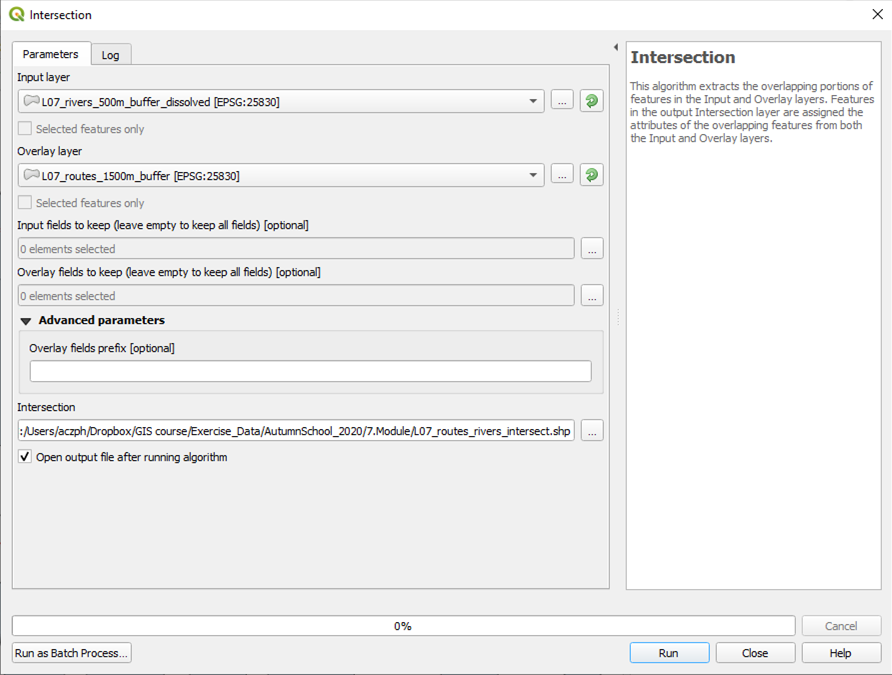 Intersection
Parameters
Log
Input layer
L07_rivers_500m_buffer_dissolved [EPSG:25830]
...
Selected features only
Overlay layer
L07_routes_1500m_buffer [EPSG:25830]
...
Selected features only
Input fields to keep (leave empty to keep all fields) [optional]
0 elements selected
...
Overlay fields to keep (leave empty to keep all fields) [optional]
0 elements selected
...
Advanced parameters
Overlay fields prefix [optional]
Intersection
:/Users/aczph/Dropbox/GIS course/Exercise_Data/AutumnSchool_2020/7.Module/L07_routes_rivers_intersect.shp
...
Open output file after running algorithm
Intersection
This algorithm extracts the overlapping portions of
features in the Input and Overlay layers. Features
in the output Intersection layer are assigned the
attributes of the overlapping features from both
the Input and Overlay layers.
0%
Cancel
Run as Batch Process...
Run
Close
Help